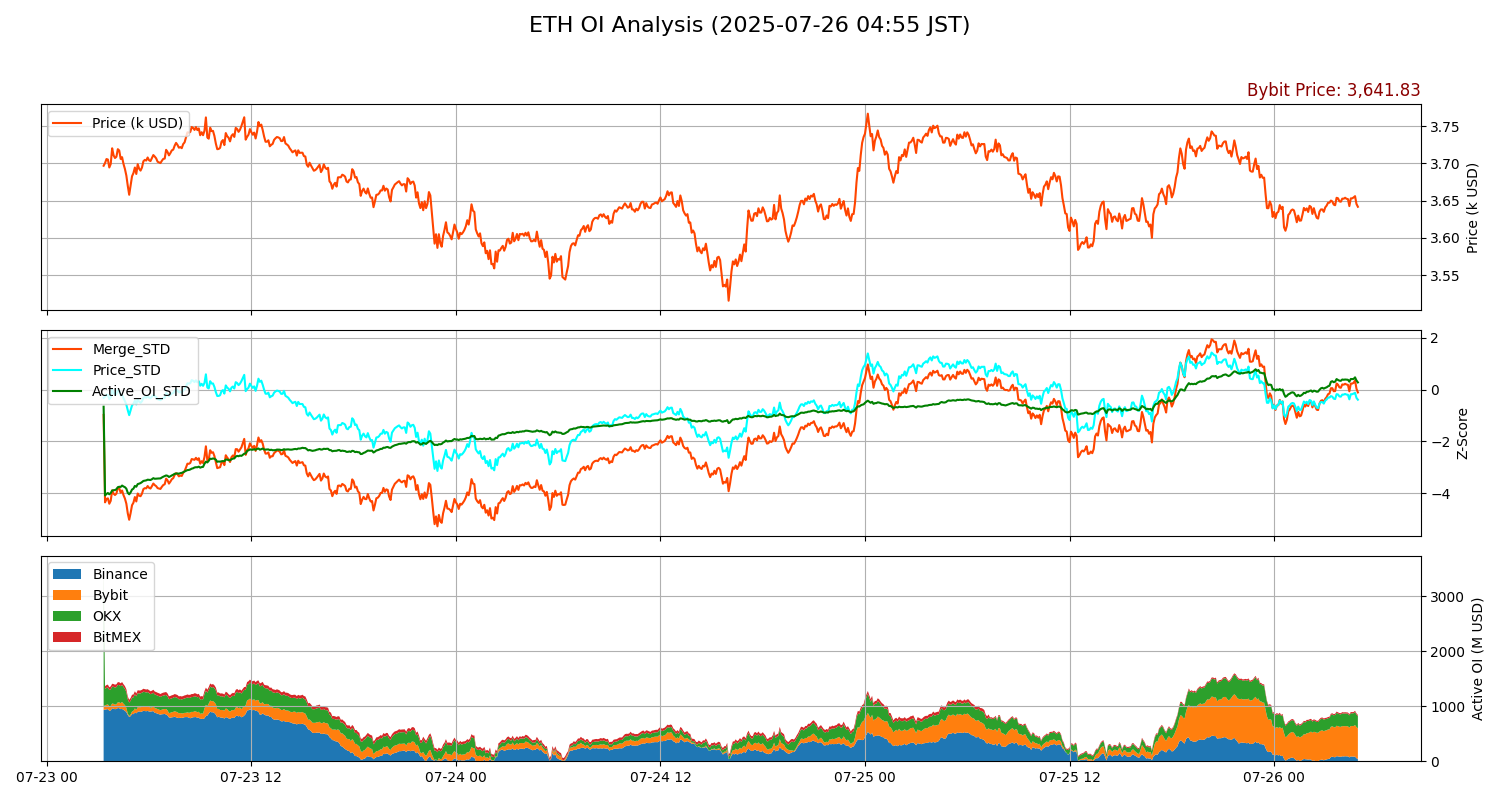 ETH OI Analysis (2025-07-26 04:55 JST)
Bybit Price: 3,641.83
Price (k USD)
3.75
3.70
3.65
3.60
3.55
Price (k USD)
Merge_STD
Price_STD
Active_OI_STD
2
0
−2
−4
Z-Score
Binance
Bybit
OKX
BitMEX
3000
2000
1000
0
Active OI (M USD)
07-23 00
07-23 12
07-24 00
07-24 12
07-25 00
07-25 12
07-26 00